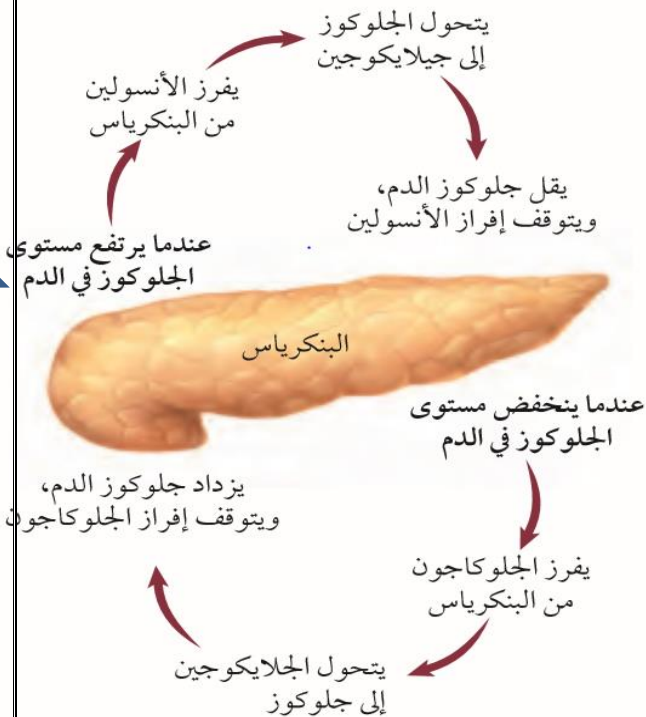 يتحول الجلوكوز
إلى جيلايكوجين
يفرز الأنسولين
من البنكرياس
يقل جلوكوز الدم،
ويتوقف إفراز الأنسولين
عندما يرتفع مستوى
الجلوكوز في الدم
البنكرياس
عندما ينخفض مستوى
الجلوكوز في الدم
يزداد جلوكوز الدم،
ويتوقف إفراز الجلوكاجون
يفرز الجلوكاجون
من البنكرياس
يتحول الجلايكوجين
إلى جلوكوز